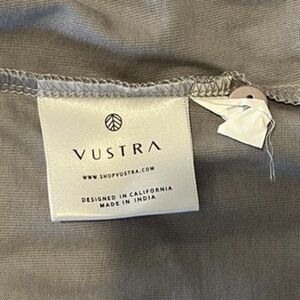 VUSTRA
WWW.SHOPVUSTRA.COM
DESIGNED IN CALIFORNIA
MADE IN INDIA